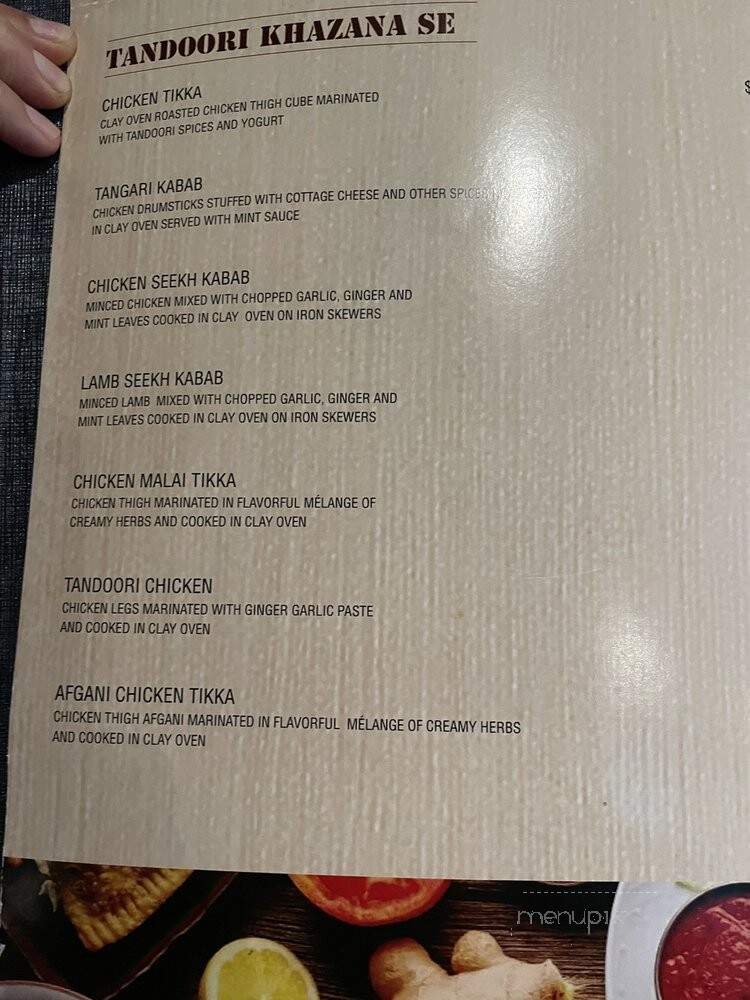 TANDOORI KHAZANA SE
$
CHICKEN TIKKA
CLAY OVEN ROASTED CHICKEN THIGH CUBE MARINATED
WITH TANDOORI SPICES AND YOGURT
TANGARI KABAB
CHICKEN DRUMSTICKS STUFFED WITH COTTAGE CHEESE AND OTHER
IN CLAY OVEN SERVED WITH MINT SAUCE
CHICKEN SEEKH KABAB
MINCED CHICKEN MIXED WITH CHOPPED GARLIC, GINGER AND
MINT LEAVES COOKED IN CLAY OVEN ON IRON SKEWERS
LAMB SEEKH KABAB
MINCED LAMB MIXED WITH CHOPPED GARLIC, GINGER AND
MINT LEAVES COOKED IN CLAY OVEN ON IRON SKEWERS
CHICKEN MALAI TIKKA
CHICKEN THIGH MARINATED IN FLAVORFUL MÉLANGE OF
CREAMY HERBS AND COOKED IN CLAY OVEN
TANDOORI CHICKEN
CHICKEN LEGS MARINATED WITH GINGER GARLIC PASTE
AND COOKED IN CLAY OVEN
AFGANI CHICKEN TIKKA
CHICKEN THIGH AFGANI MARINATED IN FLAVORFUL MÉLANGE OF CREAMY HERBS
AND COOKED IN CLAY OVEN